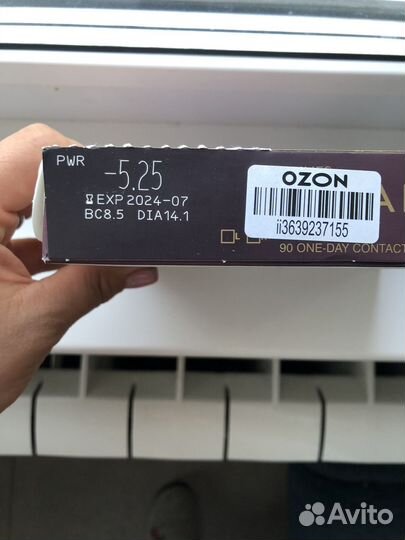 PWR
-5.25
EXP 2024-07
BC8.5 DIA14.1
OZON
ii3639237155
L
90 ONE-DAY CONTACT
Avito